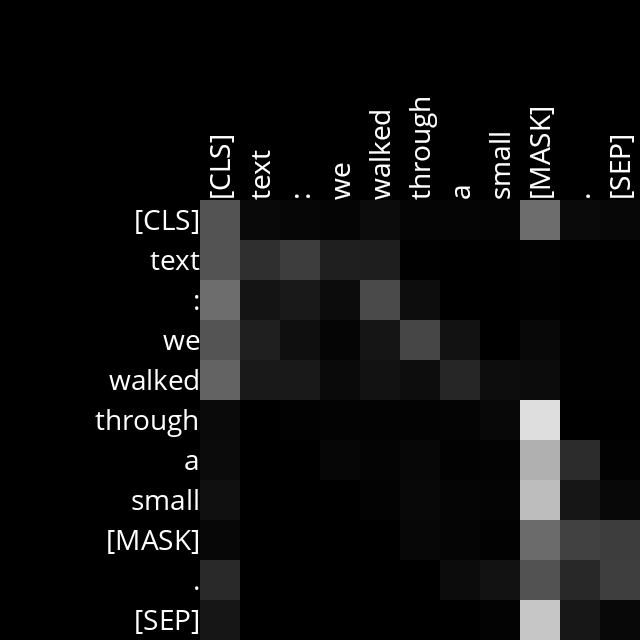 [CLS] text : we walked through a small [MASK] . [SEP]
[CLS]
text
:
we
walked
through
a
small
[MASK]
.
[SEP]